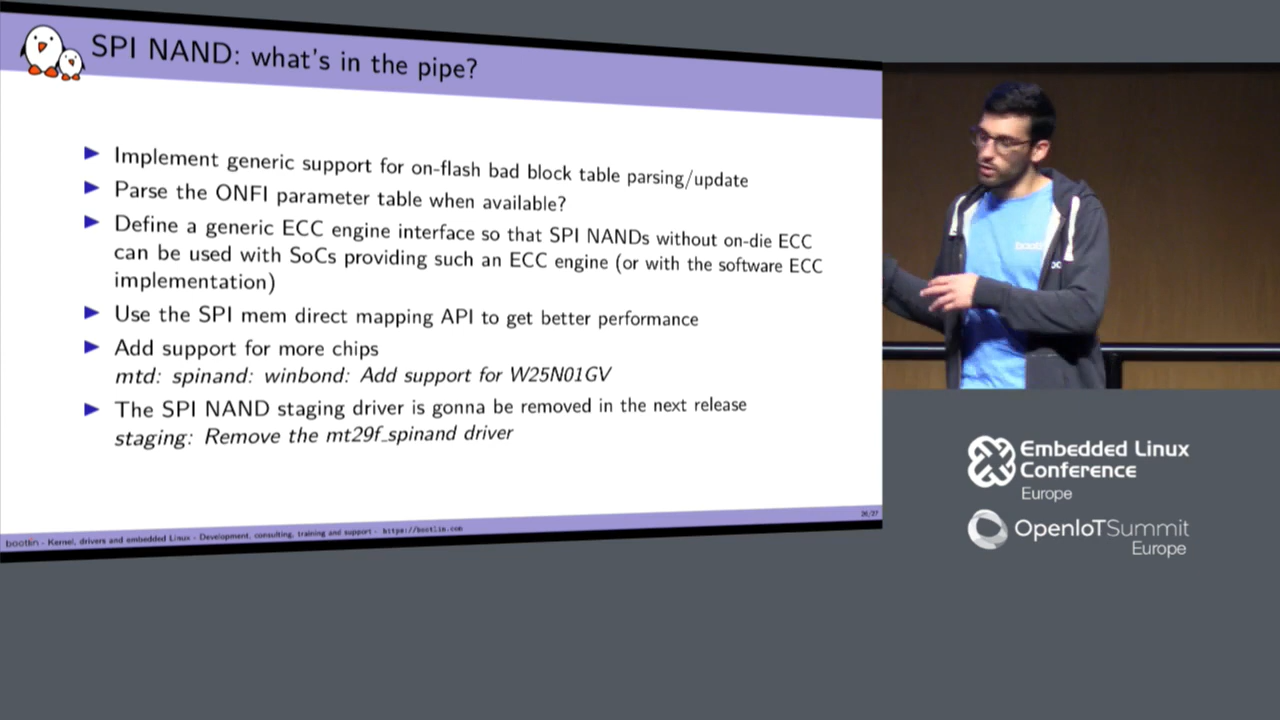 SPI NAND: what's in the pipe?
▶ Implement generic support for on-flash bad block table parsing/update
▶ Parse the ONFI parameter table when available?
▶ Define a generic ECC engine interface so that SPI NANDs without on-die ECC
can be used with SoCs providing such an ECC engine (or with the software ECC
implementation)
▶ Use the SPI mem direct mapping API to get better performance
▶ Add support for more chips
mtd: spinand: winbond: Add support for W25N01GV
▶ The SPI NAND staging driver is gonna be removed in the next release
staging: Remove the mt29f_spinand driver
bootlin - Kernel, drivers and embedded Linux - Development, consulting, training and support - https://bootlin.com
26/27
bootlin
Embedded Linux
Conference
Europe
OpenIoTSummit
Europe